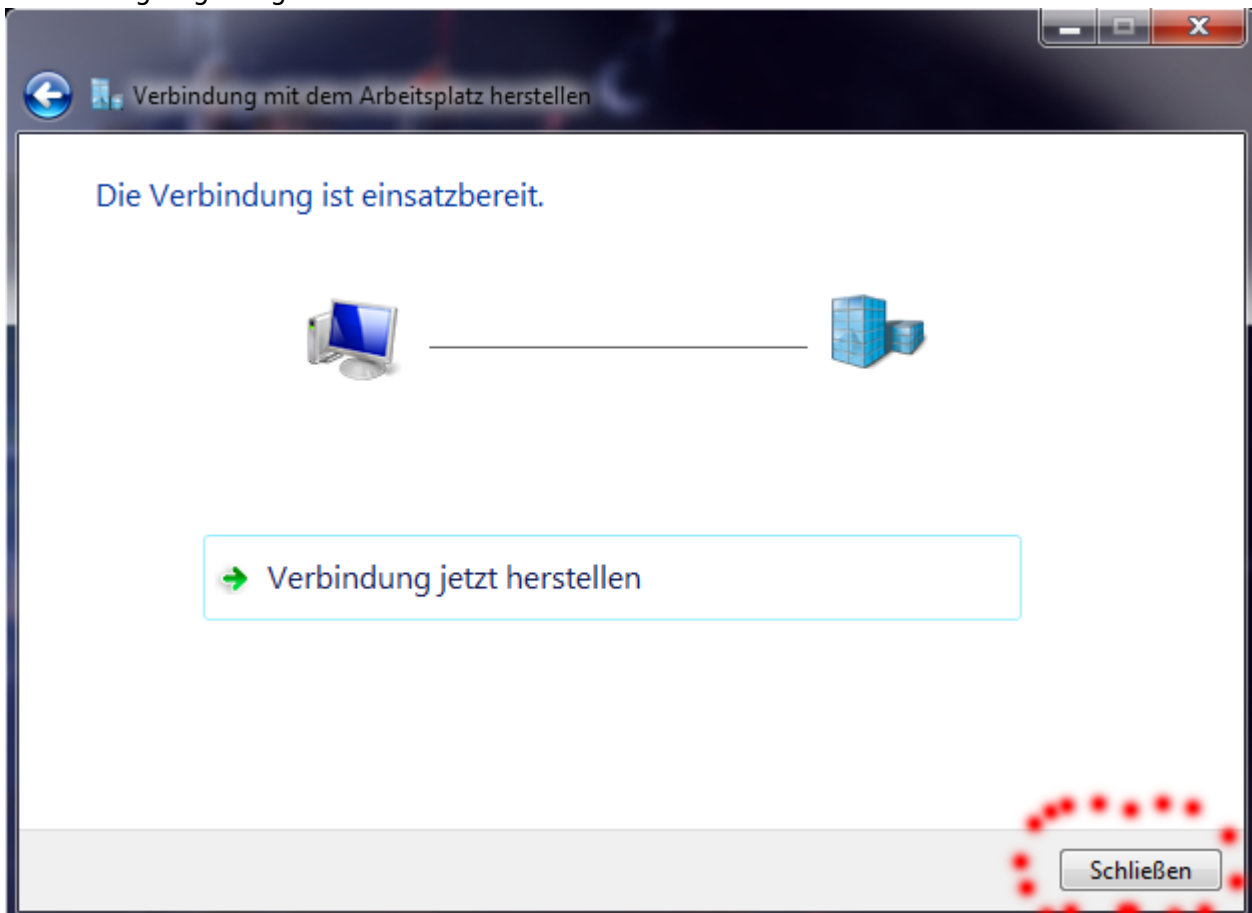 Verbindung mit dem Arbeitsplatz herstellen
Die Verbindung ist einsatzbereit.
Verbindung jetzt herstellen
Schließen